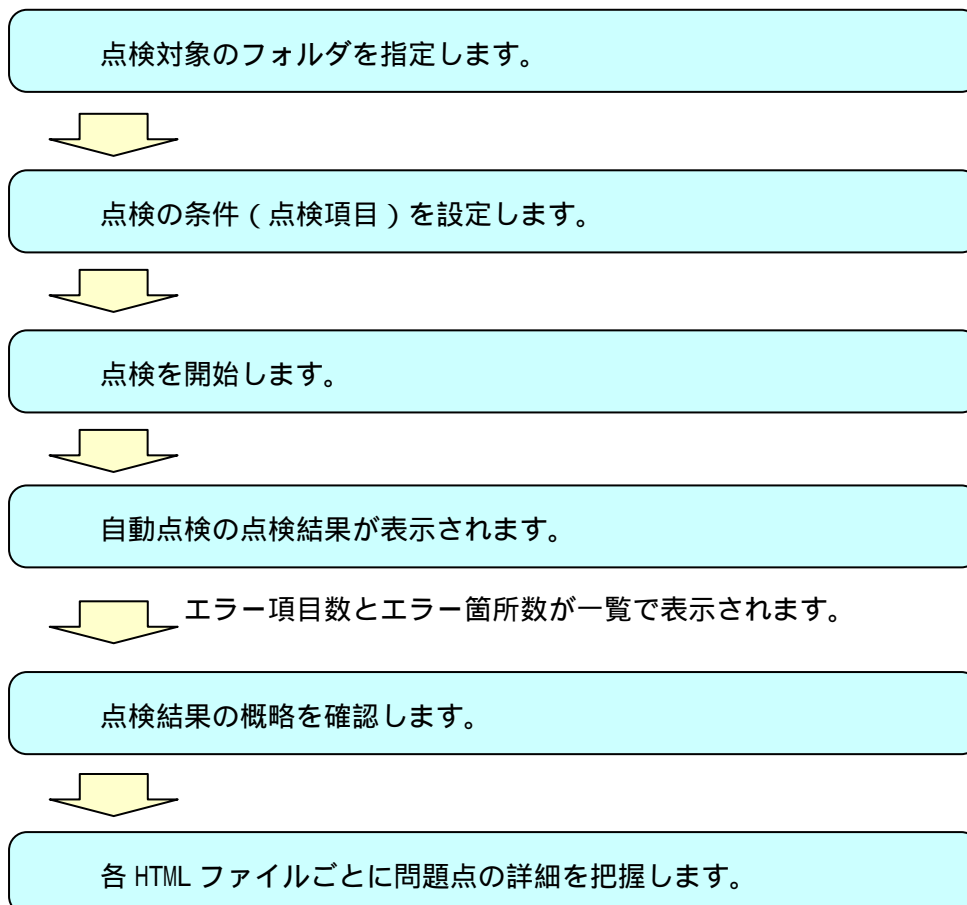 点検対象のフォルダを指定します。
点検の条件(点検項目)を設定します。
点検を開始します。
自動点検の点検結果が表示されます。
エラー項目数とエラー箇所数が一覧で表示されます。
点検結果の概略を確認します。
各 HTML ファイルごとに問題点の詳細を把握します。